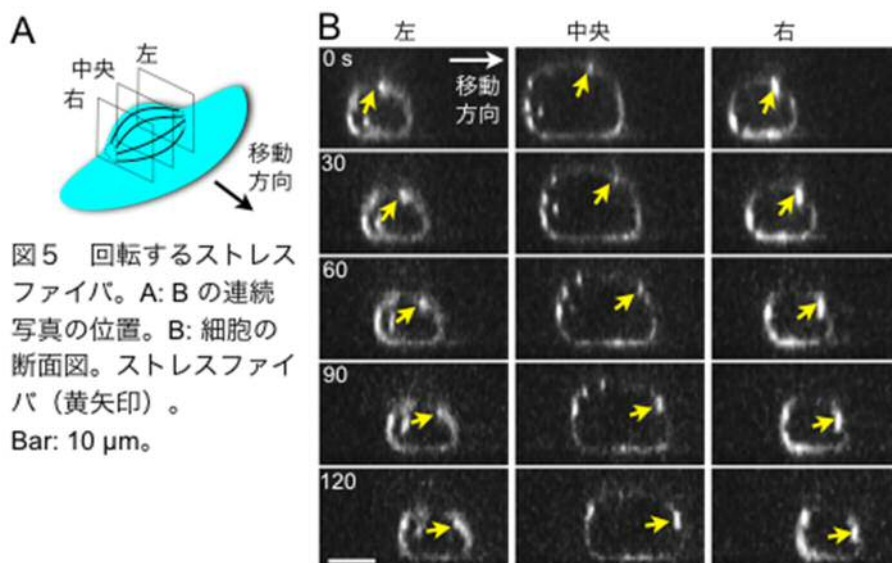 A
左
中央
右
移動
方向
図５　回転するストレス
ファイバ。A: B の連続
写真の位置。B: 細胞の
断面図。ストレスファイ
バ（黄矢印）。
Bar: 10 μm。
B
左
中央
右
0 s
移動
方向
30
60
90
120